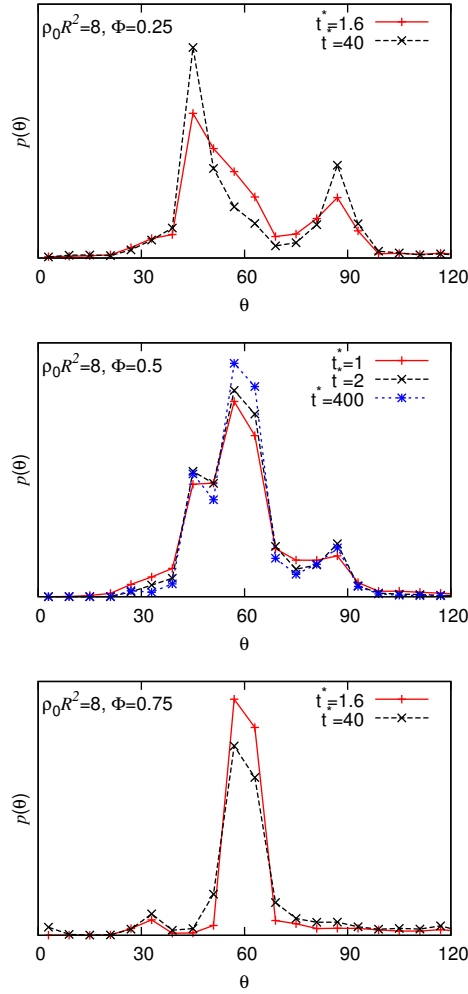 ρ₀R²=8, Φ=0.25
t*=1.6
t*=40
p(θ)
0 30 60 90 120
θ
ρ₀R²=8, Φ=0.5
t*=1
t*=2
t*=400
p(θ)
0 30 60 90 120
θ
ρ₀R²=8, Φ=0.75
t*=1.6
t*=40
p(θ)
0 30 60 90 120
θ